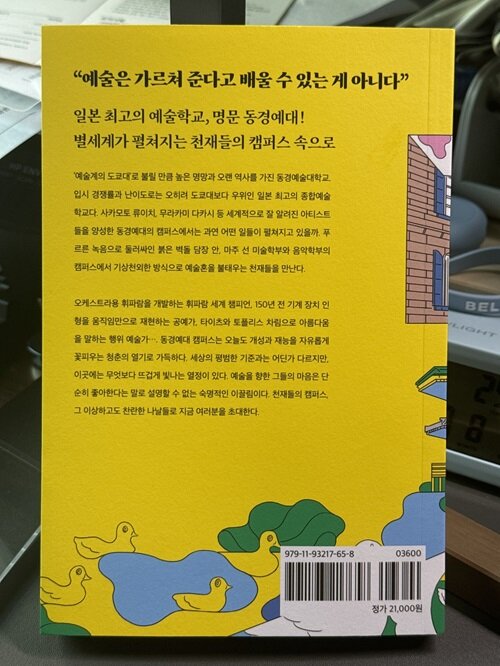 “예술은 가르쳐 준다고 배울 수 있는 게 아니다”
일본 최고의 예술학교, 명문 동경예대!
별세계가 펼쳐지는 천재들의 캠퍼스 속으로
‘예술계의 도쿄대’로 불릴 만큼 높은 명망과 오랜 역사를 가진 동경예술대학교.
입시 경쟁률과 난이도로는 오히려 도쿄대보다 우위인 일본 최고의 종합예술
학교다. 사카모토 류이치, 무라카미 다카시 등 세계적으로 잘 알려진 아티스트
들을 양성한 동경예대의 캠퍼스에서는 과연 어떤 일들이 펼쳐지고 있을까. 푸
르른 녹음으로 둘러싸인 붉은 벽돌 담장 안, 마주 선 미술학부와 음악학부의
캠퍼스에서 기상천외한 방식으로 예술혼을 불태우는 천재들을 만난다.
오케스트라용 휘파람을 개발하는 휘파람 세계 챔피언, 150년 전 기계 장치 인
형을 움직임만으로 재현하는 공예가, 타이츠와 토플리스 차림으로 아름다움
을 말하는 행위 예술가…. 동경예대 캠퍼스는 오늘도 개성과 재능을 자유롭게
꽃피우는 청춘의 열기로 가득하다. 세상의 평범한 기준과는 어딘가 다르지만,
이곳에는 무엇보다 뜨겁게 빛나는 열정이 있다. 예술을 향한 그들의 마음은 단
순히 좋아한다는 말로 설명할 수 없는 숙명적인 이끌림이다. 천재들의 캠퍼스,
그 이상하고도 찬란한 나날들로 지금 여러분을 초대한다.
979-11-93217-65-8 03600
정가 21,000원
BEL